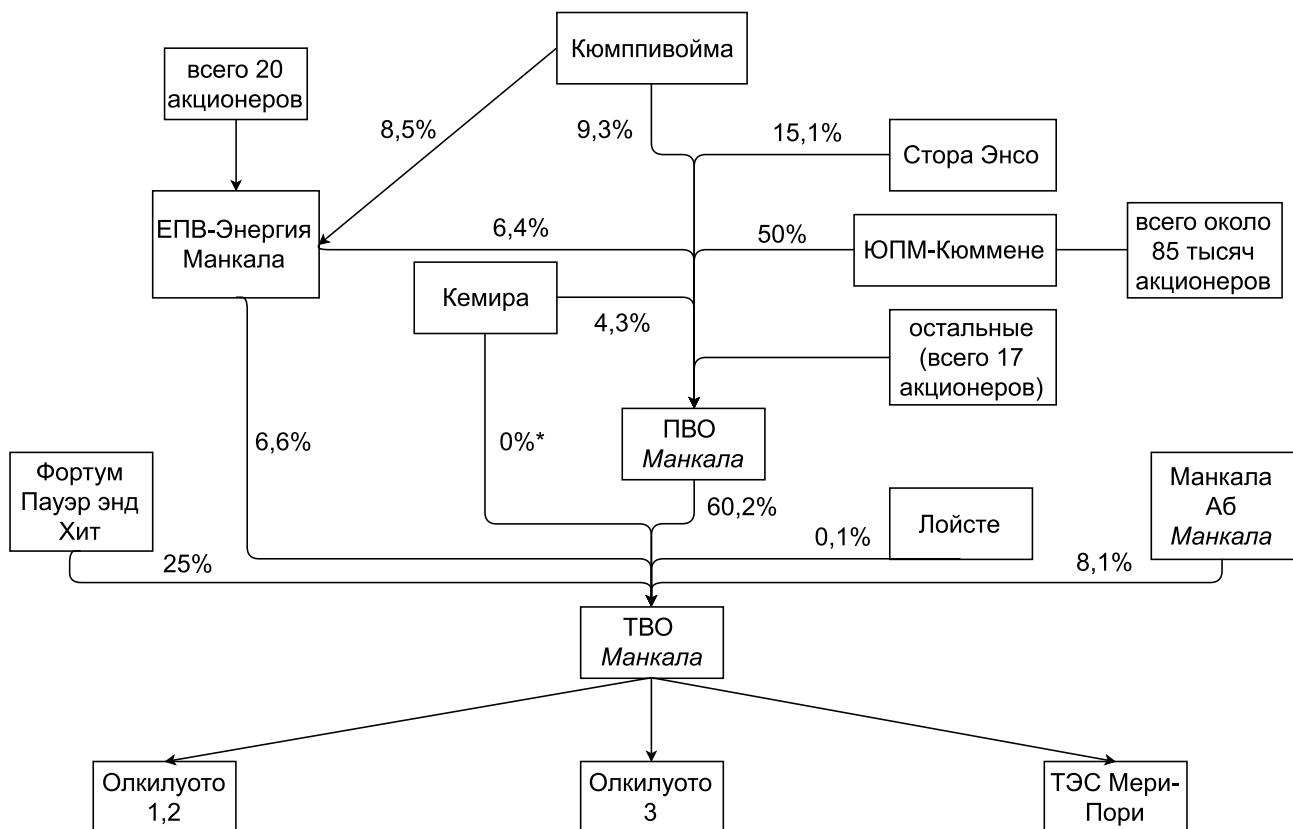 Кюмппивойма
всего 20
акционеров
8,5%
9,3%
15,1%
Стора Энсо
ЕПВ-Энергия
Манкала
6,4%
50%
ЮПМ-Кюммене
всего около
85 тысяч
акционеров
Кемира
4,3%
остальные
(всего 17
акционеров)
ПВО
Манкала
6,6%
0%*
60,2%
Фортум
Пауэр энд
Хит
Лойсте
Манкала
Аб
Манкала
25%
0,1%
8,1%
ТВО
Манкала
Олкилуото
1,2
Олкилуото
3
ТЭС Мери-
Пори